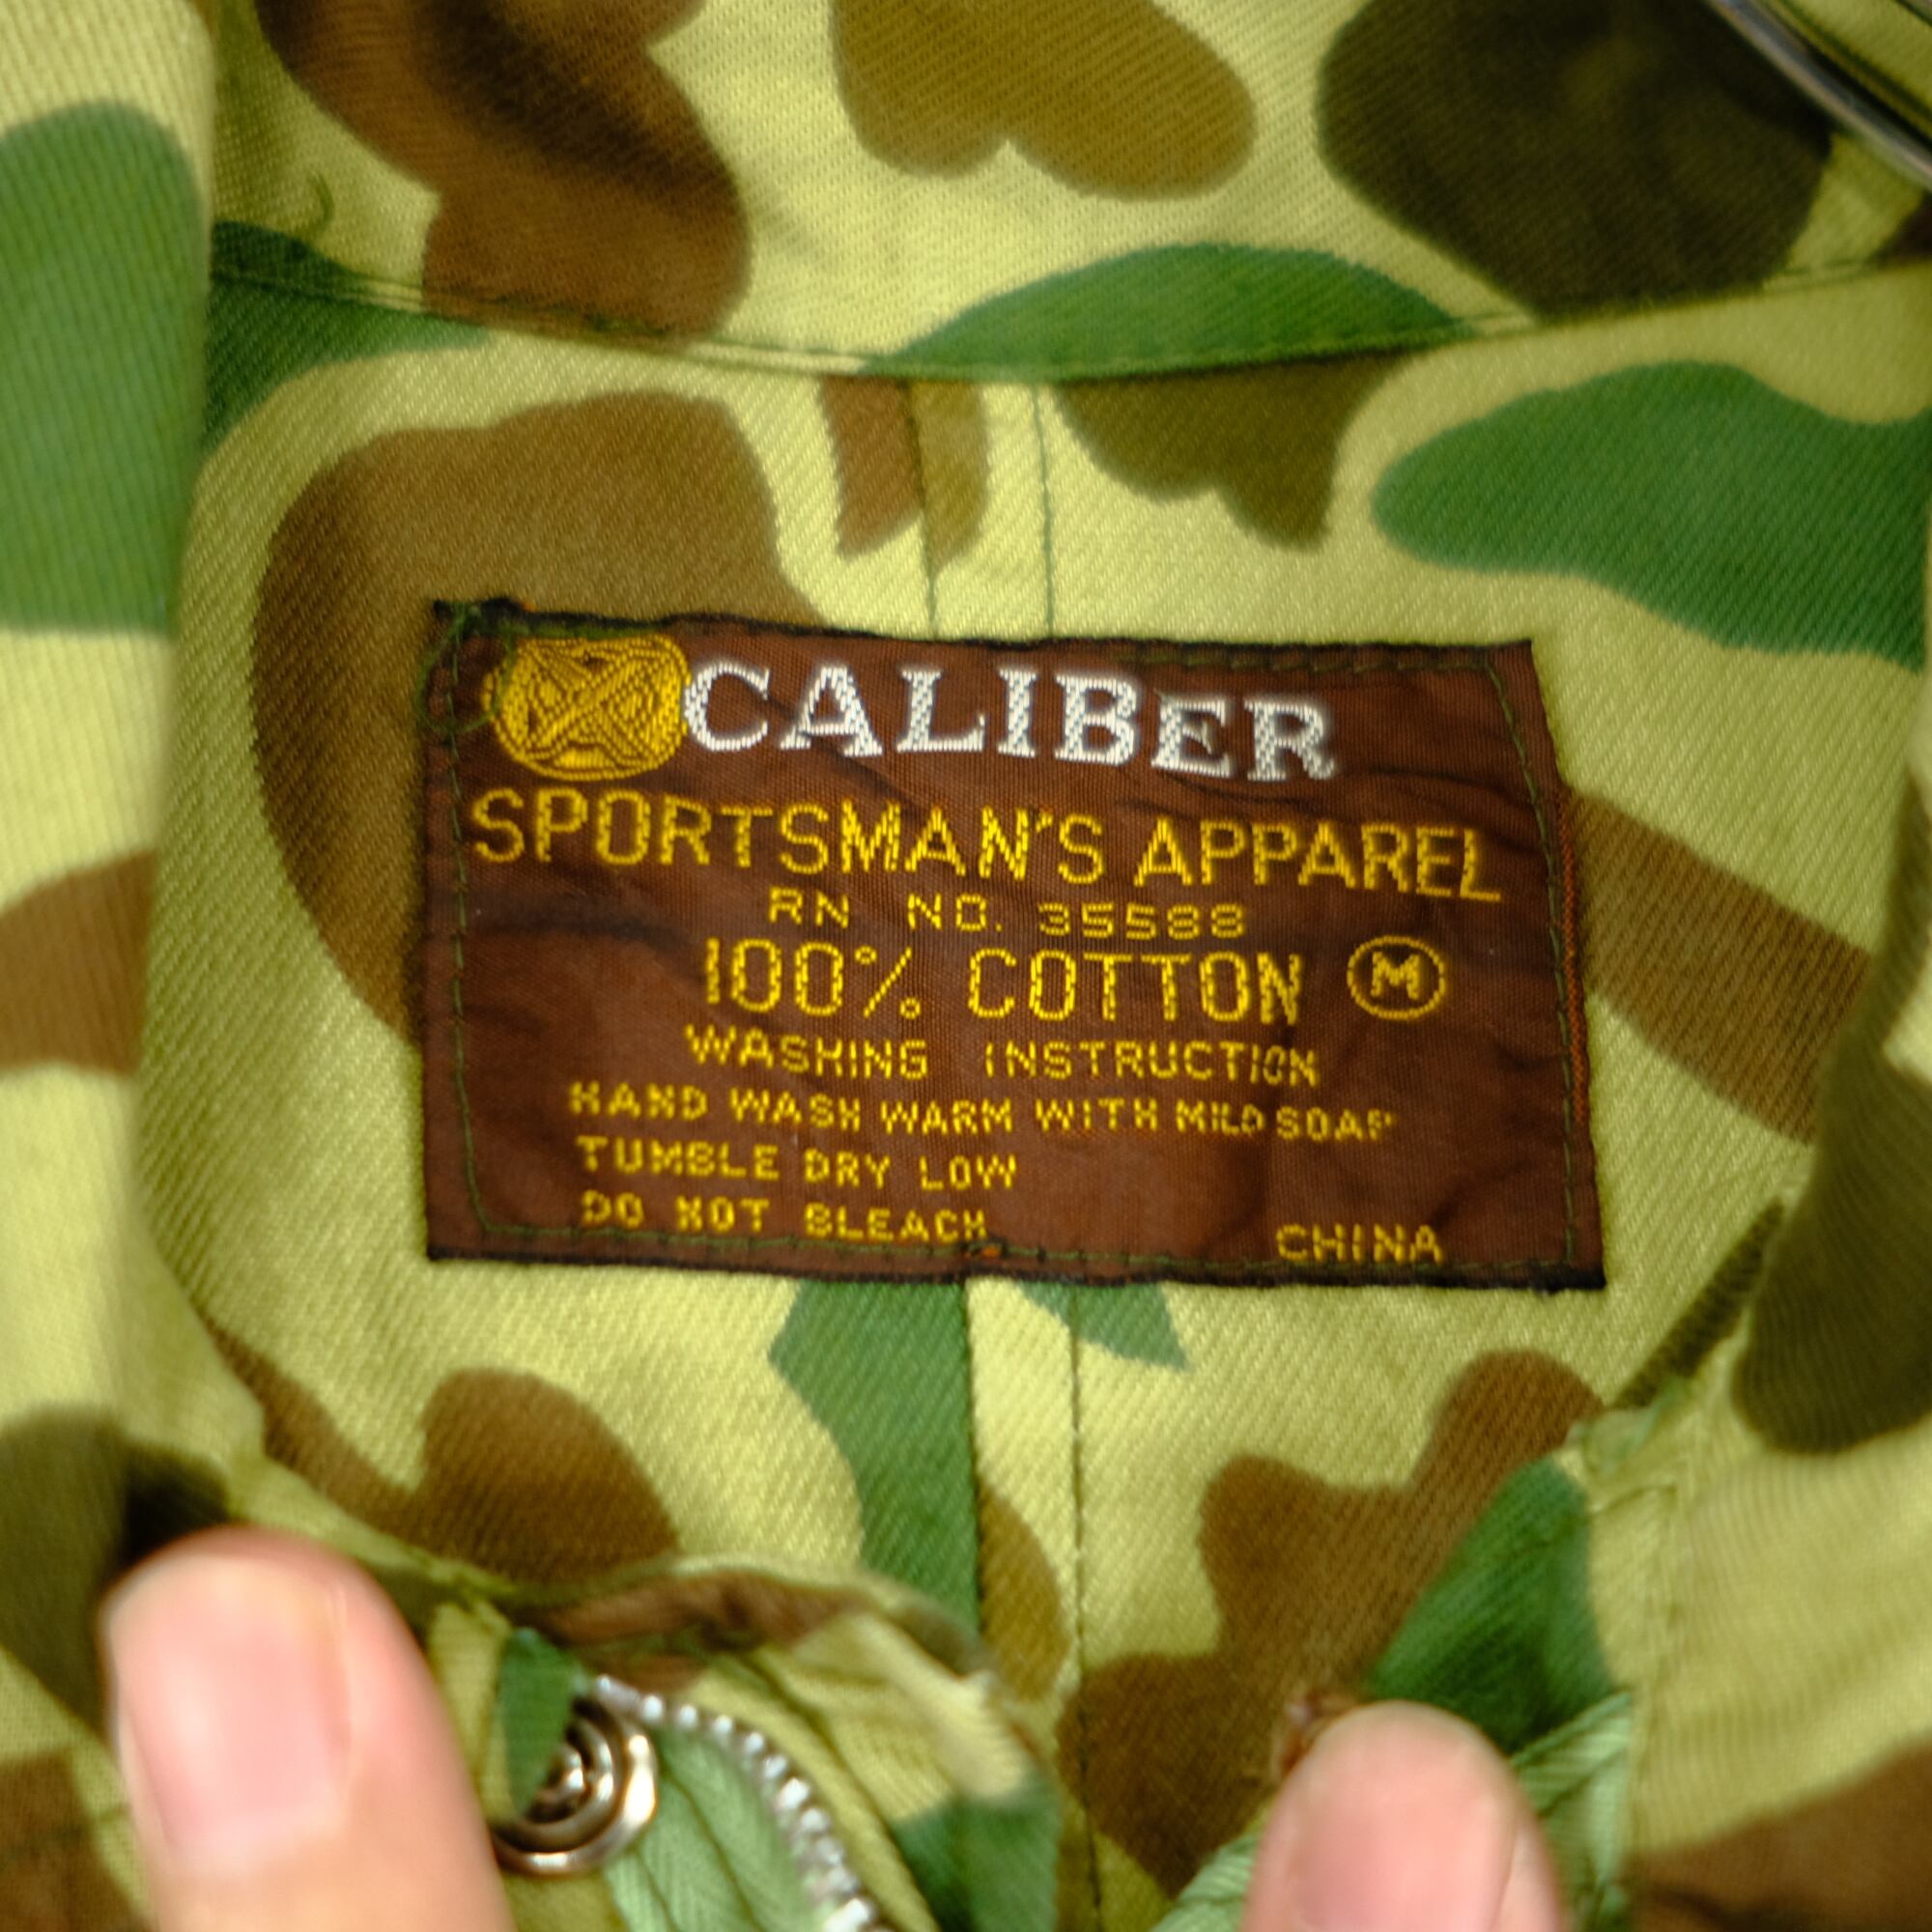 CALIBER
SPORTSMAN'S APPAREL
RN NO. 35588
100% COTTON M
WASHING INSTRUCTION
HAND WASH WARM WITH MILD SOAP
TUMBLE DRY LOW
DO NOT BLEACH
CHINA